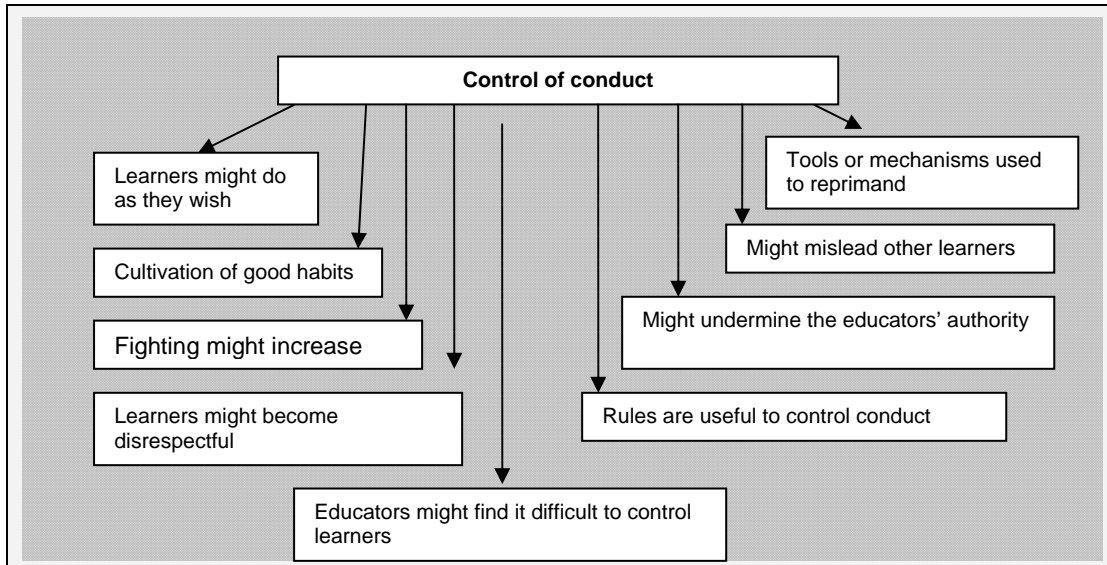 Control of conduct
Learners might do
as they wish
Tools or mechanisms used
to reprimand
Cultivation of good habits
Might mislead other learners
Fighting might increase
Might undermine the educators’ authority
Learners might become
disrespectful
Rules are useful to control conduct
Educators might find it difficult to control
learners